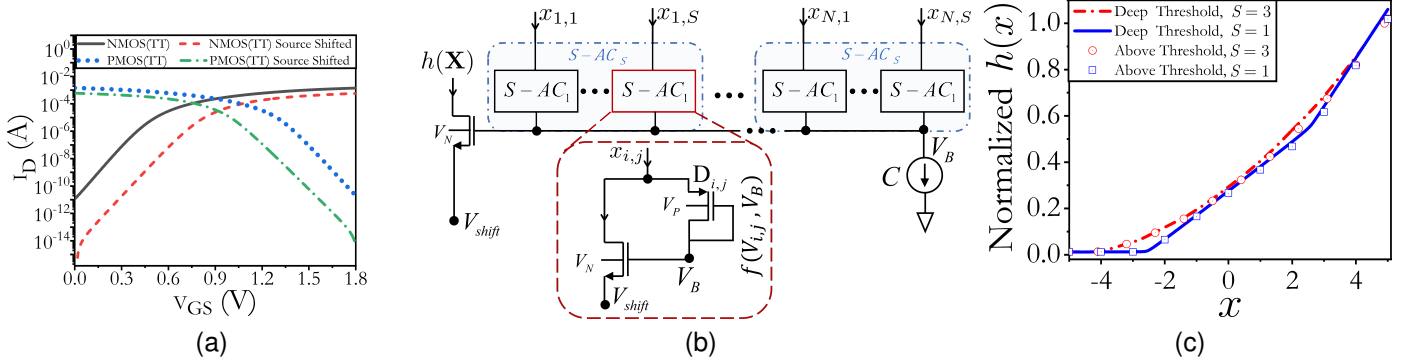 NMOS(TT)
NMOS(TT) Source Shifted
PMOS(TT)
PMOS(TT) Source Shifted
I_D (A)
10^0
10^-2
10^-4
10^-6
10^-8
10^-10
10^-12
10^-14
0.0 0.3 0.6 0.9 1.2 1.5 1.8
V_GS (V)
(a)
x_{1,1} x_{1,S} x_{N,1} x_{N,S}
h(X)
S-AC_S S-AC_S
S-AC_1 S-AC_1 S-AC_1 S-AC_1
V_N
V_shift
V_B
C
x_{i,j}
D_{i,j}
V_P
V_N
V_B
V_shift
f(V_{i,j}, V_B)
(b)
Deep Threshold, S = 3
Deep Threshold, S = 1
Above Threshold, S = 3
Above Threshold, S = 1
Normalized h(x)
1.0
0.8
0.6
0.4
0.2
0.0
-4 -2 0 2 4
x
(c)